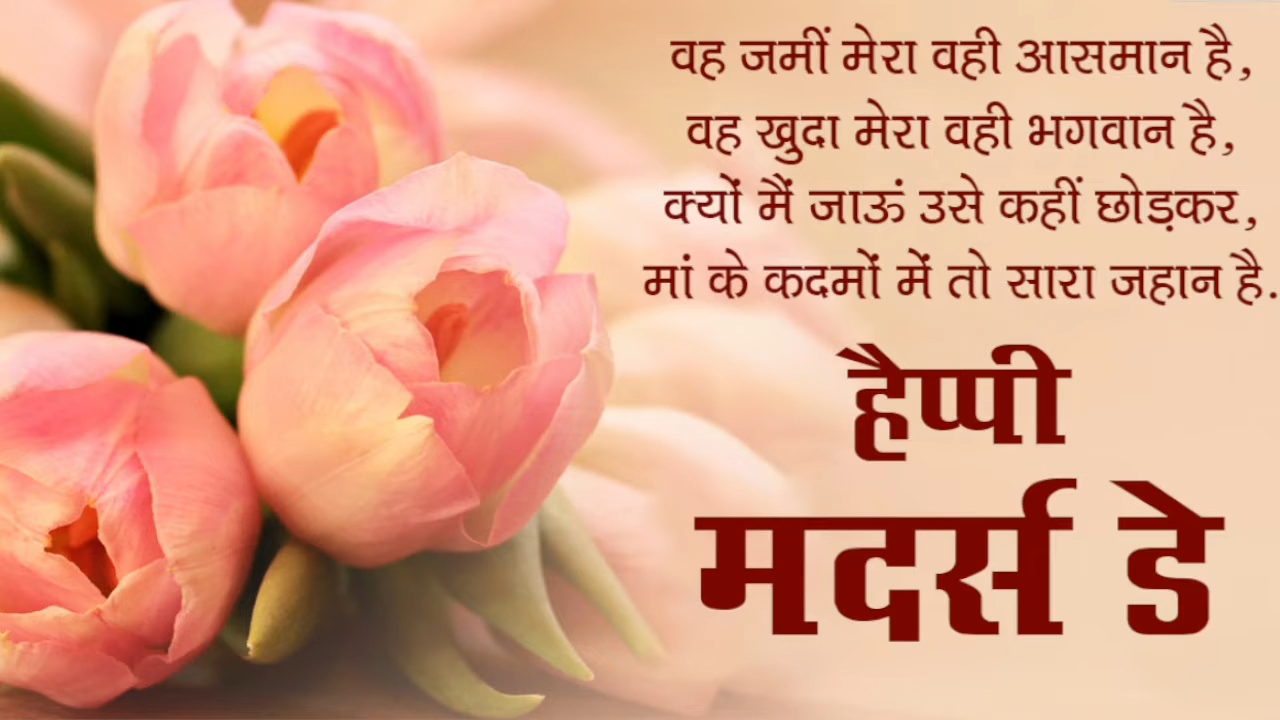 वह जमीं मेरा वही आसमान है,
वह खुदा मेरा वही भगवान है,
क्यों मैं जाऊं उसे कहीं छोड़कर,
मां के कदमों में तो सारा जहान है.
हैप्पी
मदर्स डे